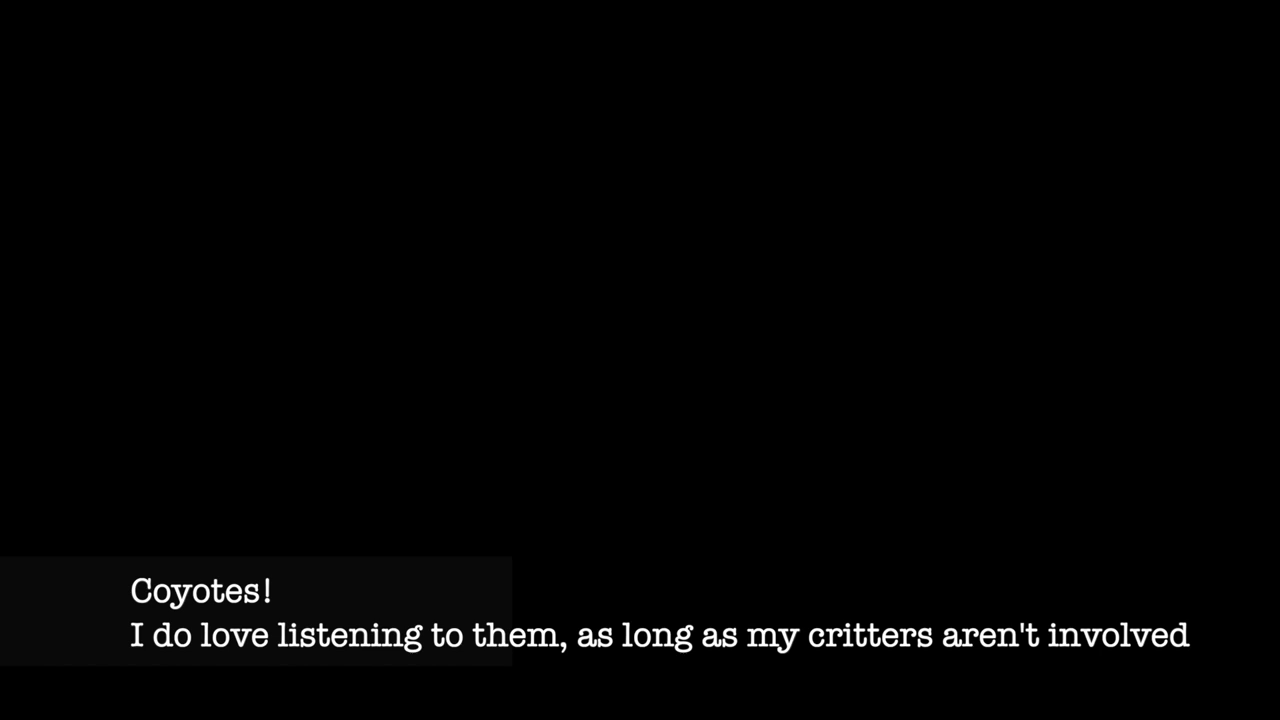 Coyotes!
I do love listening to them, as long as my critters aren't involved